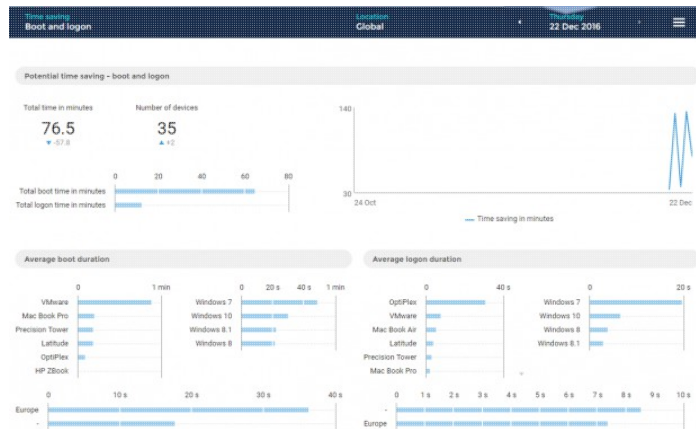 Time saving
Boot and logon
Location
Global
Thursday
22 Dec 2016
Potential time saving - boot and logon
Total time in minutes
76.5
▼ -57.8
Number of devices
35
▲ +2
0 20 40 60 80
Total boot time in minutes
Total logon time in minutes
140
30
24 Oct 22 Dec
Time saving in minutes
Average boot duration
0 1 min
VMware
Mac Book Pro
Precision Tower
Latitude
OptiPlex
HP ZBook
0 20 s 40 s 1 min
Windows 7
Windows 10
Windows 8.1
Windows 8
0 10 s 20 s 30 s 40 s
Europe
-
Average logon duration
0 40 s
OptiPlex
VMware
Mac Book Air
Latitude
Precision Tower
Mac Book Pro
0 20 s
Windows 7
Windows 10
Windows 8
Windows 8.1
0 1 s 2 s 3 s 4 s 5 s 6 s 7 s 8 s 9 s 10 s
-
Europe